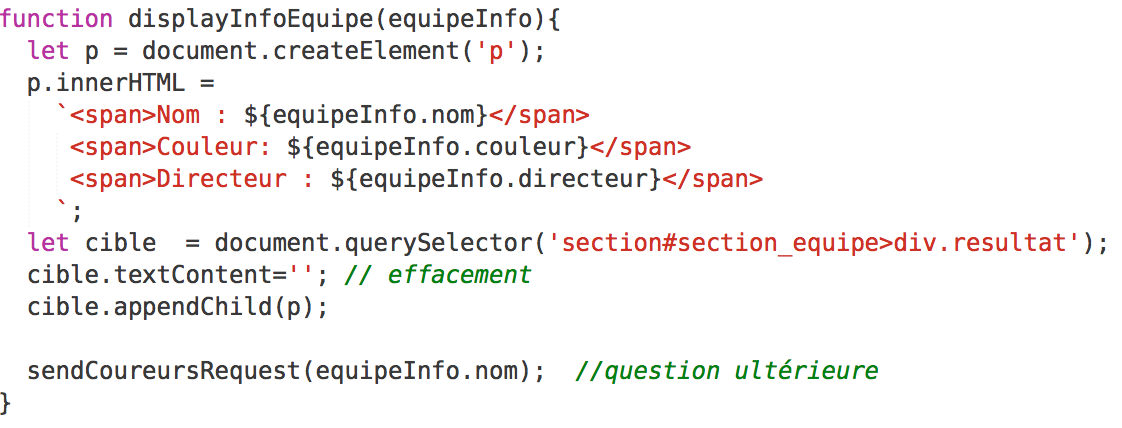 function displayInfoEquipe(equipeInfo){
  let p = document.createElement('p');
  p.innerHTML =
    `<span>Nom : ${equipeInfo.nom}</span>
     <span>Couleur: ${equipeInfo.couleur}</span>
     <span>Directeur : ${equipeInfo.directeur}</span>
    `;
  let cible  = document.querySelector('section#section_equipe>div.resultat');
  cible.textContent=''; // effacement
  cible.appendChild(p);

  sendCoureursRequest(equipeInfo.nom);  //question ultérieure
}